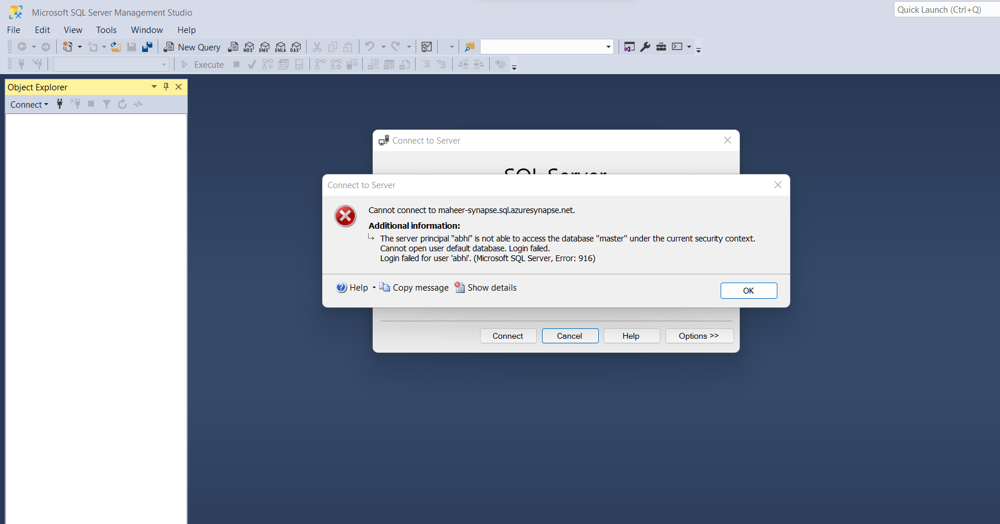 Microsoft SQL Server Management Studio
Quick Launch (Ctrl+Q)
File Edit View Tools Window Help
New Query MDX DMX XMLA DAX
Execute
Object Explorer
Connect
Connect to Server
SQL Server
Connect to Server
Cannot connect to maheer-synapse.sql.azuresynapse.net.
Additional information:
The server principal "abhi" is not able to access the database "master" under the current security context.
Cannot open user default database. Login failed.
Login failed for user 'abhi'. (Microsoft SQL Server, Error: 916)
Help Copy message Show details
OK
Connect Cancel Help Options >>